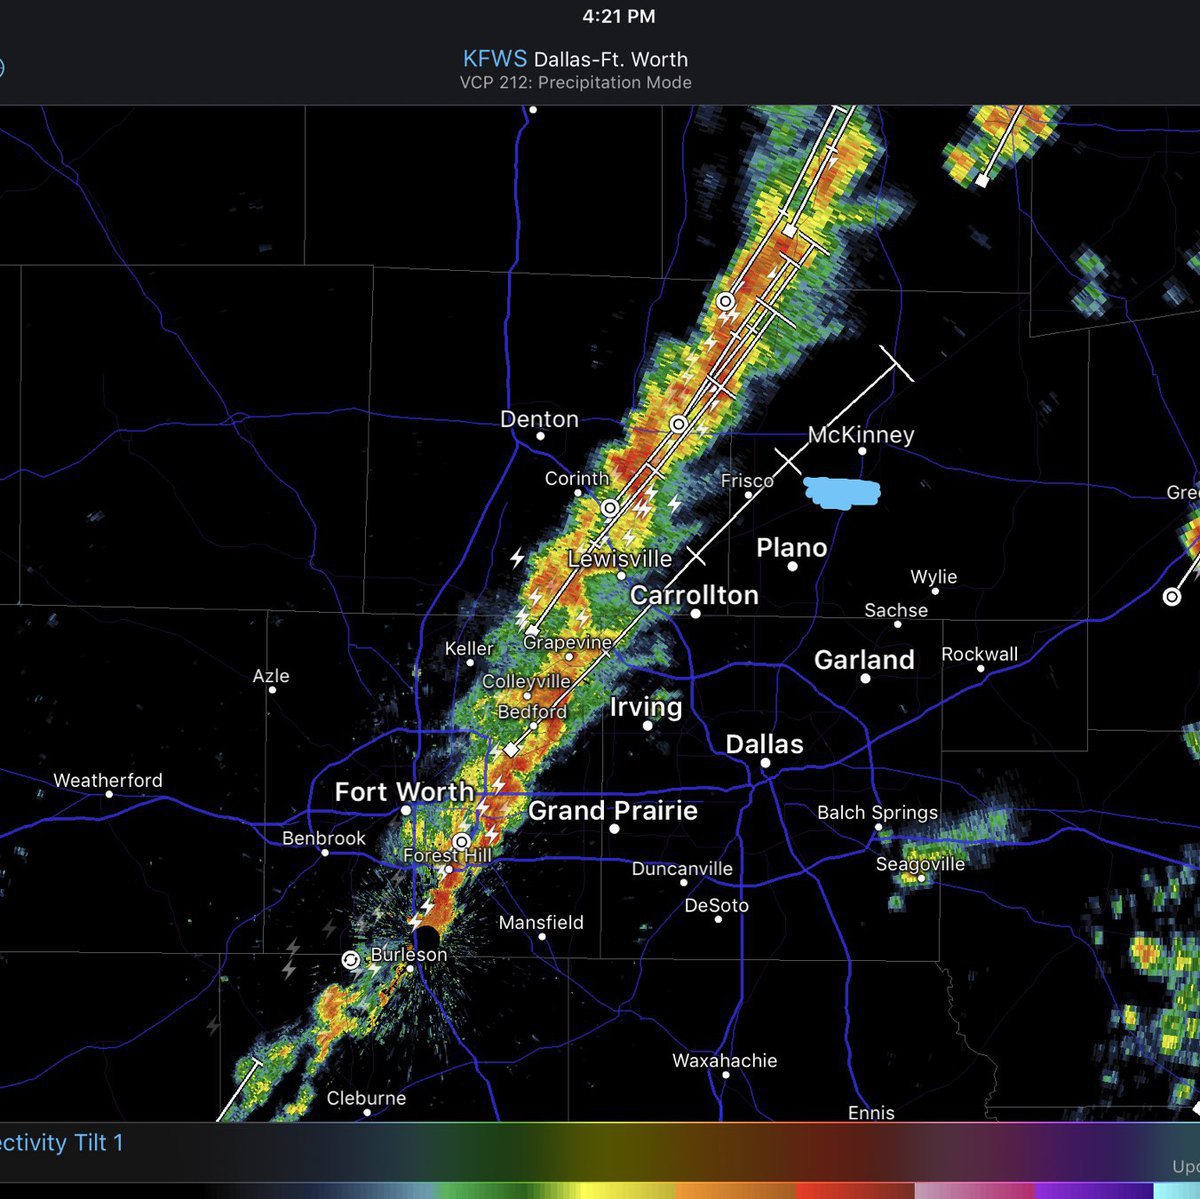 4:21 PM
KFWS Dallas-Ft. Worth
VCP 212: Precipitation Mode
Denton
McKinney
Corinth
Frisco
Gre
Lewisville
Plano
Carrollton
Wylie
Sachse
Keller
Grapevine
Garland
Rockwall
Azle
Colleyville
Bedford
Irving
Dallas
Weatherford
Fort Worth
Grand Prairie
Balch Springs
Benbrook
Forest Hill
Duncanville
Seagoville
DeSoto
Mansfield
Burleson
Waxahachie
Cleburne
Ennis
ectivity Tilt 1
Upd